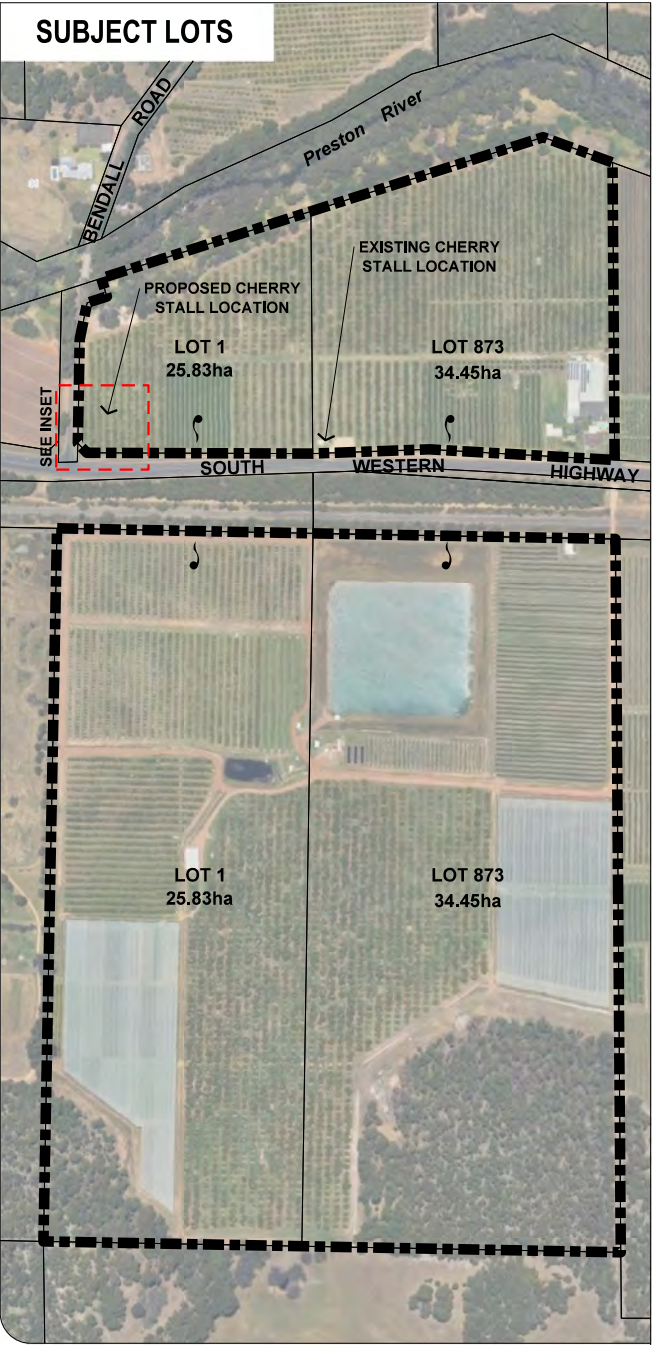 SUBJECT LOTS
BENDALL ROAD
Preston River
EXISTING CHERRY
STALL LOCATION
PROPOSED CHERRY
STALL LOCATION
LOT 1
25.83ha
LOT 873
34.45ha
SEE INSET
SOUTH WESTERN HIGHWAY
LOT 1
25.83ha
LOT 873
34.45ha